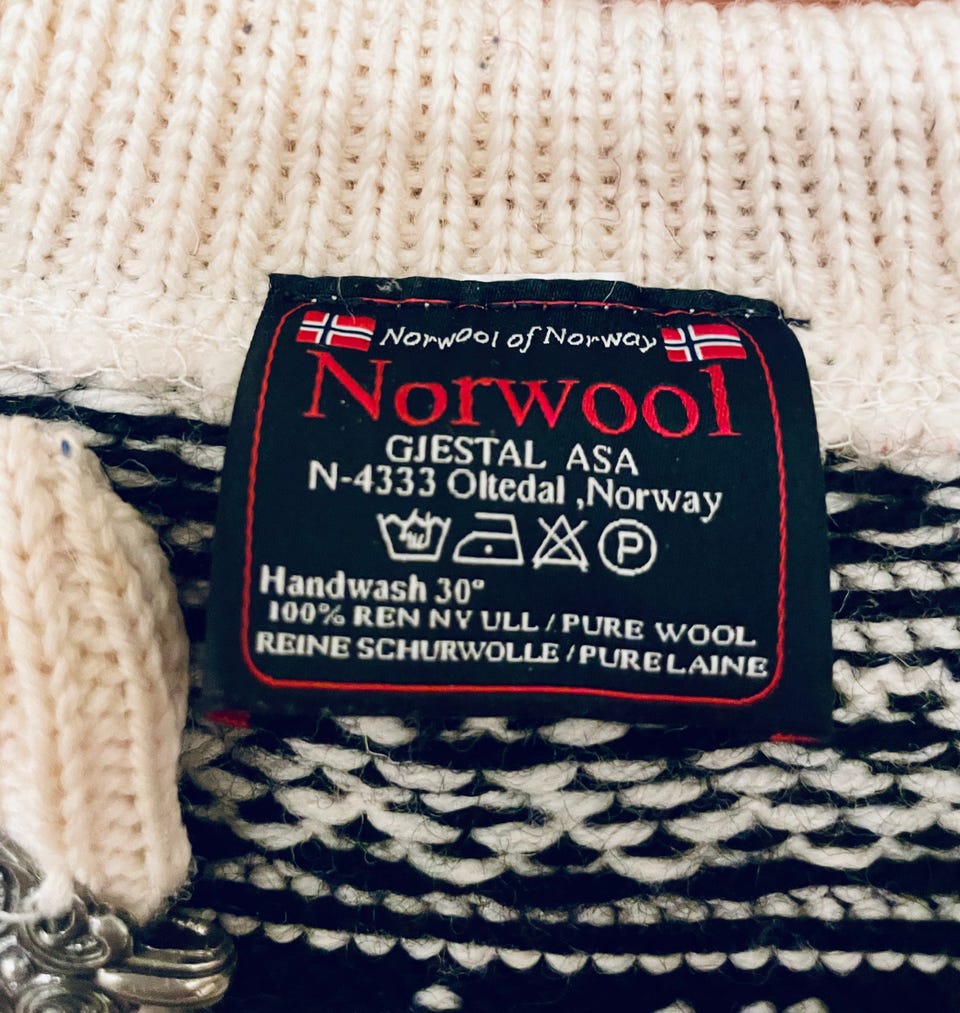 Norwool of Norway
Norwool
GJESTAL ASA
N-4333 Oltedal ,Norway
P
Handwash 30°
100% REN NY ULL / PURE WOOL
REINE SCHURWOLLE / PURE LAINE